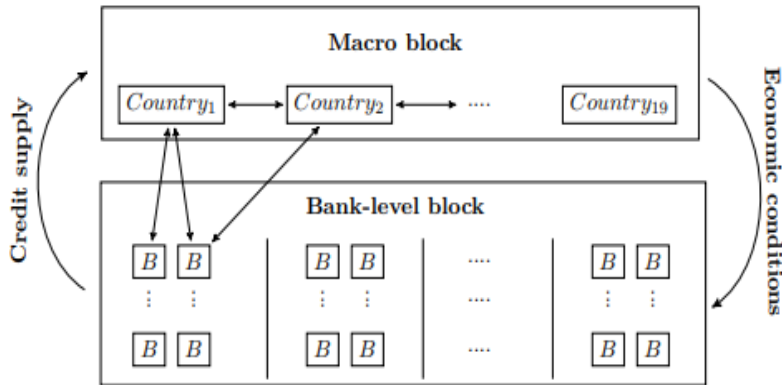 Macro block
Country₁ Country₂ .... Country₁₉
Credit supply
Economic conditions
Bank-level block
B B B B .... B B
⋮ ⋮ ⋮ ⋮ .... ⋮ ⋮
B B B B .... B B